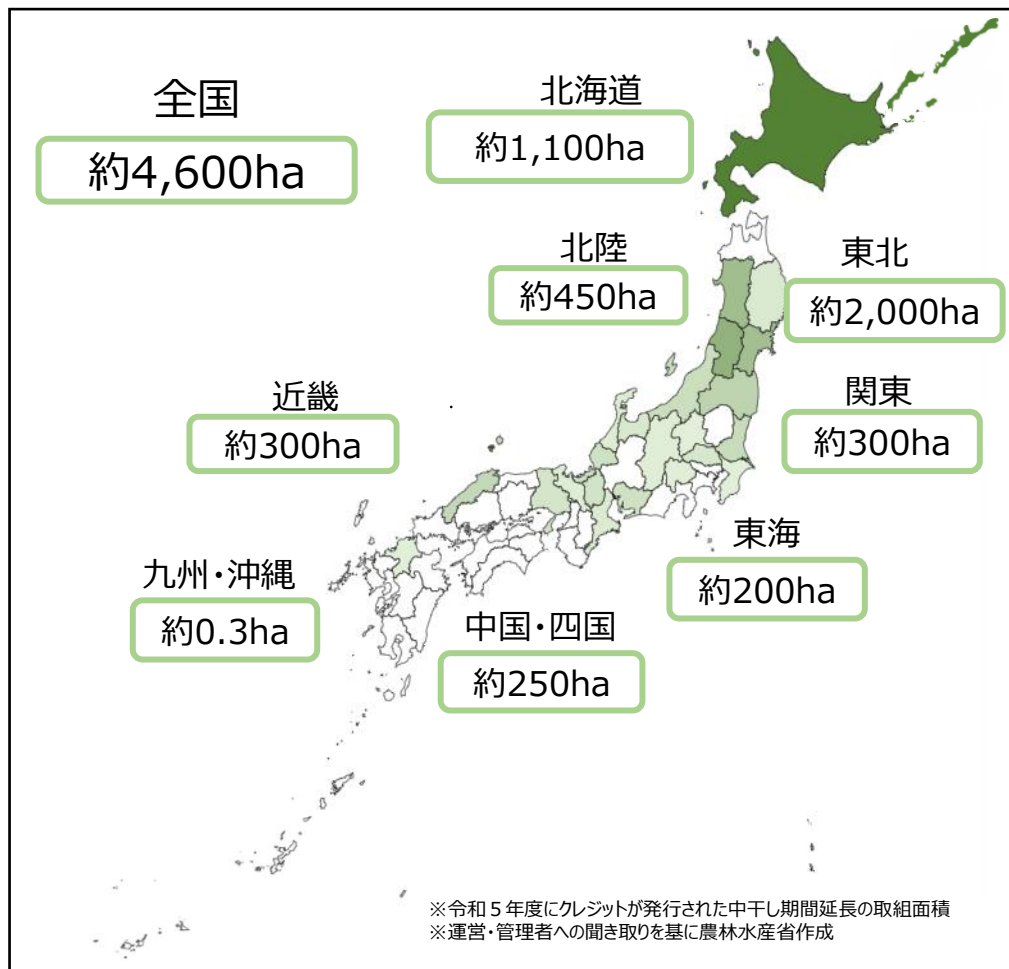 全国
約4,600ha
北海道
約1,100ha
北陸
約450ha
東北
約2,000ha
近畿
約300ha
関東
約300ha
東海
約200ha
九州・沖縄
約0.3ha
中国・四国
約250ha
※令和５年度にクレジットが発行された中干し期間延長の取組面積
※運営・管理者への聞き取りを基に農林水産省作成